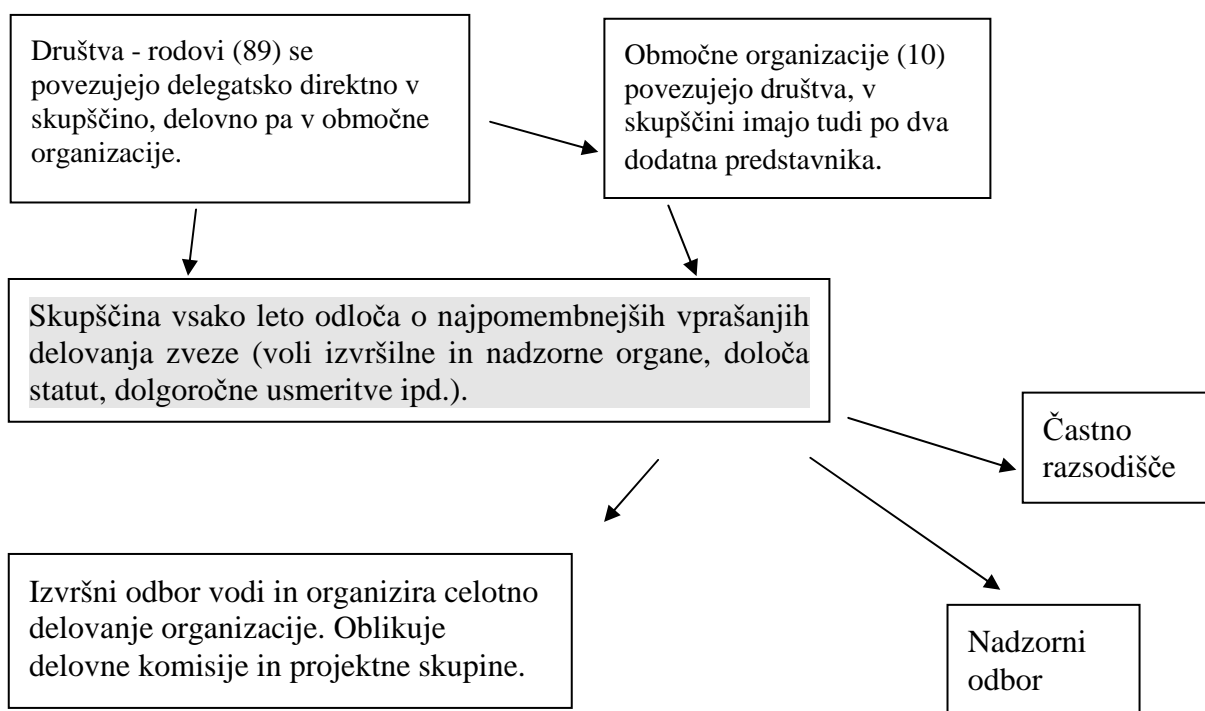 Društva - rodovi (89) se
povezujejo delegatsko direktno v
skupščino, delovno pa v območne
organizacije.
Območne organizacije (10)
povezujejo društva, v
skupščini imajo tudi po dva
dodatna predstavnika.
Skupščina vsako leto odloča o najpomembnejših vprašanjih
delovanja zveze (voli izvršilne in nadzorne organe, določa
statut, dolgoročne usmeritve ipd.).
Častno
razsodišče
Izvršni odbor vodi in organizira celotno
delovanje organizacije. Oblikuje
delovne komisije in projektne skupine.
Nadzorni
odbor